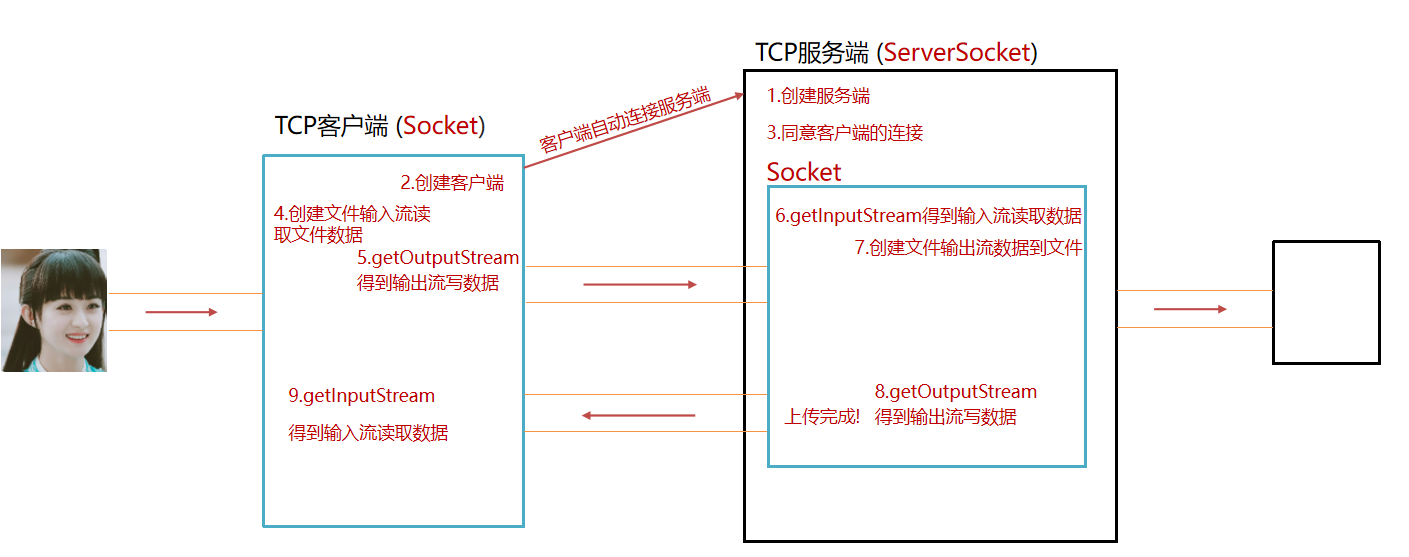 TCP服务端 (ServerSocket)
1.创建服务端
3.同意客户端的连接
客户端自动连接服务端
TCP客户端 (Socket)
2.创建客户端
4.创建文件输入流读
取文件数据
5.getOutputStream
得到输出流写数据
Socket
6.getInputStream得到输入流读取数据
7.创建文件输出流数据到文件
8.getOutputStream
上传完成! 得到输出流写数据
9.getInputStream
得到输入流读取数据